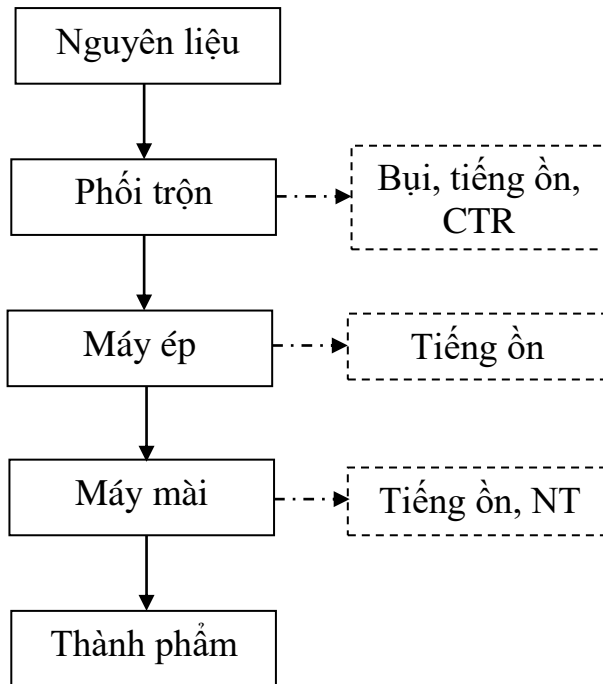 Nguyên liệu
Phối trộn
Bụi, tiếng ồn,
CTR
Máy ép
Tiếng ồn
Máy mài
Tiếng ồn, NT
Thành phẩm